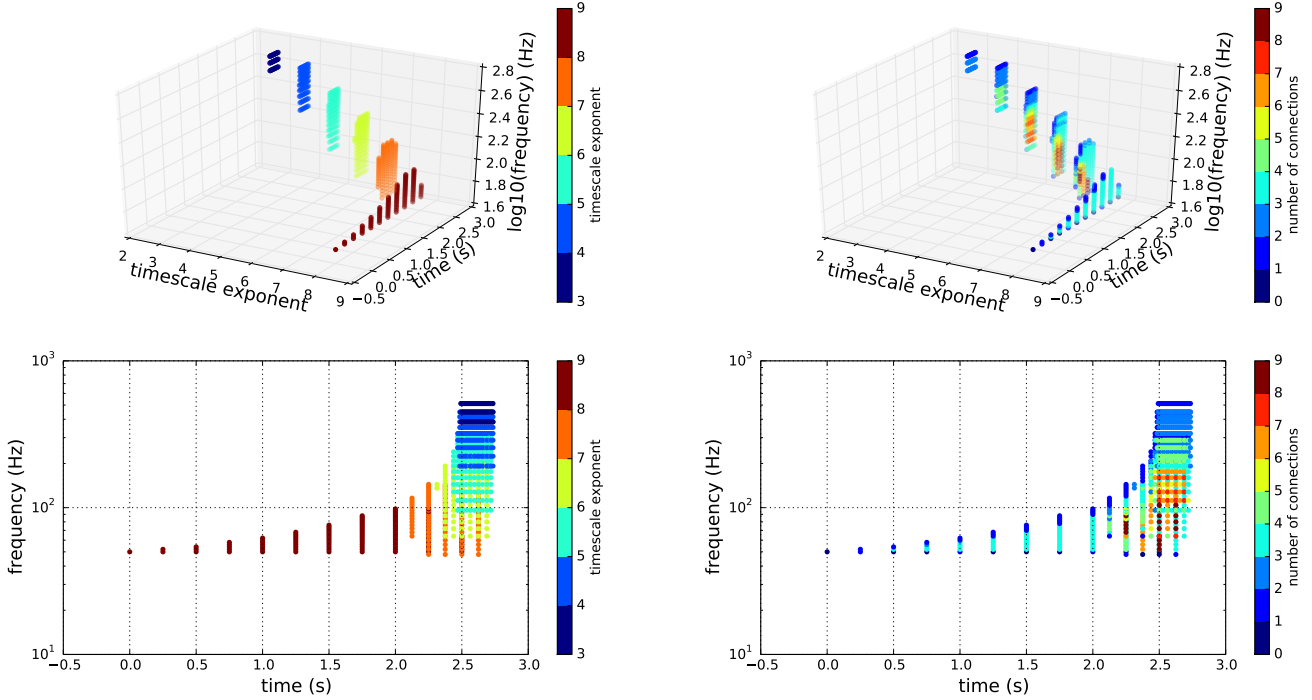 2 3 4 5 6 7 8 9
timescale exponent
−0.5 0.0 0.5 1.0 1.5 2.0 2.5 3.0
time (s)
1.6 1.8 2.0 2.2 2.4 2.6 2.8
log10(frequency) (Hz)
3 4 5 6 7 8 9
timescale exponent
2 3 4 5 6 7 8 9
timescale exponent
−0.5 0.0 0.5 1.0 1.5 2.0 2.5 3.0
time (s)
1.6 1.8 2.0 2.2 2.4 2.6 2.8
log10(frequency) (Hz)
0 1 2 3 4 5 6 7 8 9
number of connections
10³
10²
10¹
frequency (Hz)
−0.5 0.0 0.5 1.0 1.5 2.0 2.5 3.0
time (s)
3 4 5 6 7 8 9
timescale exponent
10³
10²
10¹
frequency (Hz)
−0.5 0.0 0.5 1.0 1.5 2.0 2.5 3.0
time (s)
0 1 2 3 4 5 6 7 8 9
number of connections